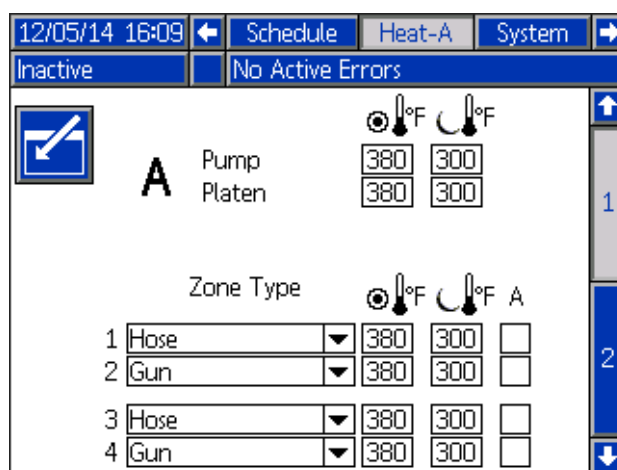 12/05/14 16:09 Schedule Heat-A System
Inactive No Active Errors
°F °F
A Pump 380 300
Platen 380 300
1
Zone Type °F °F A
1 Hose 380 300
2 Gun 380 300
2
3 Hose 380 300
4 Gun 380 300